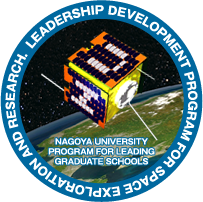 LEADERSHIP DEVELOPMENT PROGRAM FOR SPACE EXPLORATION AND RESEARCH,
NAGOYA UNIVERSITY
PROGRAM FOR LEADING
GRADUATE SCHOOLS